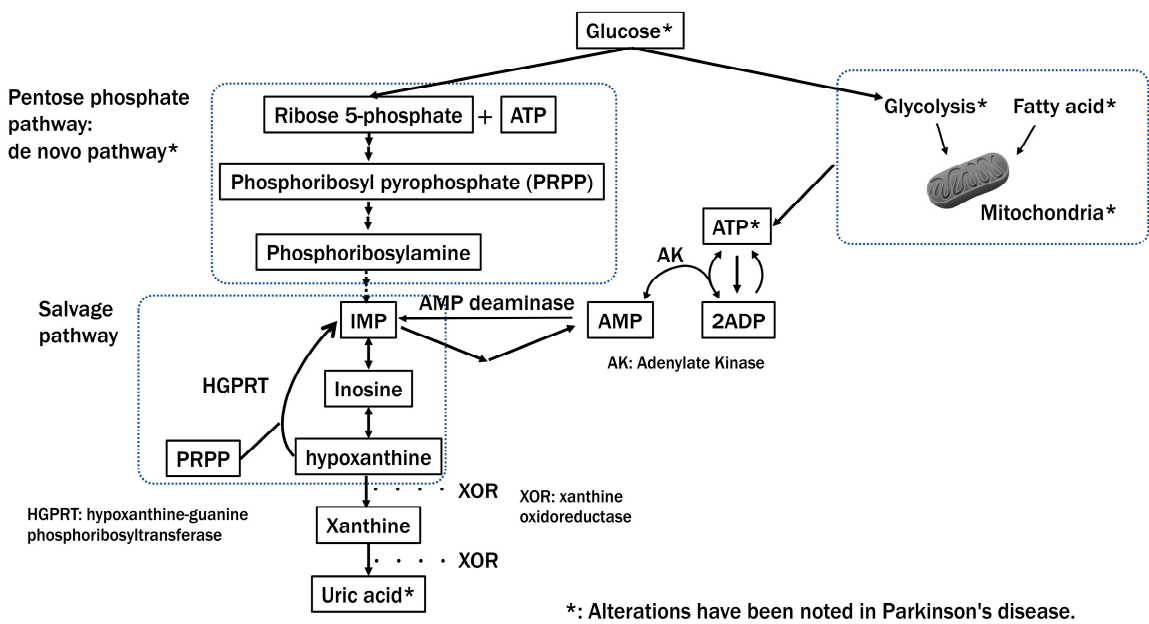 Glucose*
Pentose phosphate
pathway:
de novo pathway*
Ribose 5-phosphate + ATP
Glycolysis* Fatty acid*
Phosphoribosyl pyrophosphate (PRPP)
Mitochondria*
ATP*
Phosphoribosylamine
AK
Salvage
pathway
AMP deaminase
IMP
AMP
2ADP
AK: Adenylate Kinase
HGPRT
Inosine
PRPP
hypoxanthine
XOR
XOR: xanthine
oxidoreductase
HGPRT: hypoxanthine-guanine
phosphoribosyltransferase
Xanthine
XOR
Uric acid*
*: Alterations have been noted in Parkinson's disease.